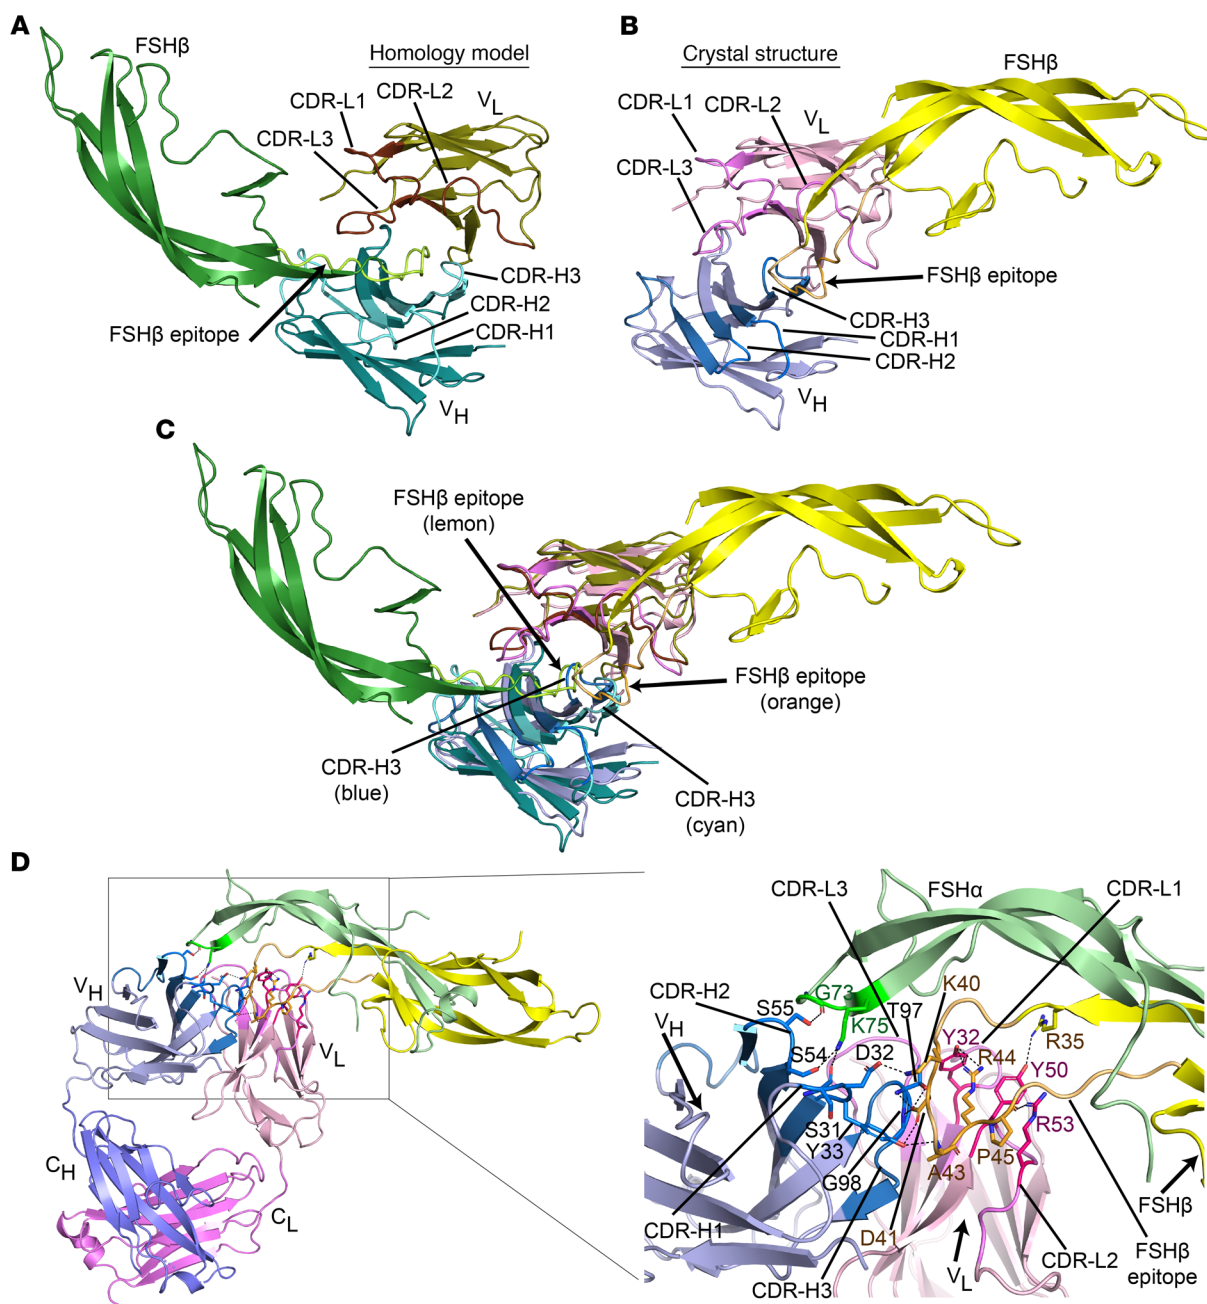 A
FSHβ
Homology model
CDR-L1
CDR-L2
VL
CDR-L3
CDR-H3
CDR-H2
CDR-H1
FSHβ epitope
VH
B
Crystal structure
FSHβ
CDR-L1
CDR-L2
VL
CDR-L3
FSHβ epitope
CDR-H3
CDR-H1
CDR-H2
VH
C
FSHβ epitope
(lemon)
FSHβ epitope
(orange)
CDR-H3
(blue)
CDR-H3
(cyan)
D
VH
VL
CH
CL
CDR-L3
FSHα
CDR-L1
CDR-H2
VH
S55
G73
K75
T97
K40
R35
S54
D32
Y32
R44
Y50
S31
Y33
G98
A43
P45
R53
CDR-H1
D41
CDR-H3
VL
CDR-L2
FSHβ
FSHβ
epitope